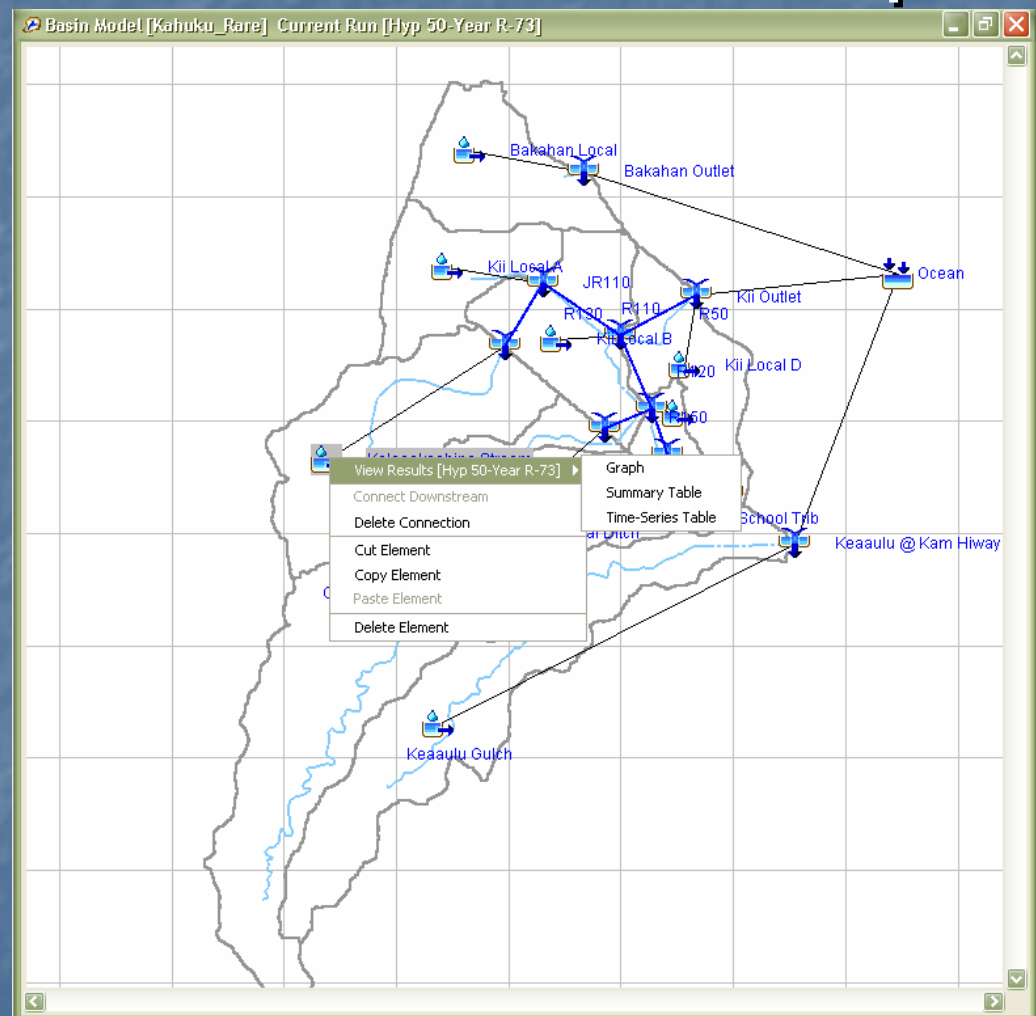 Basin Model [Kahuku_Rare] Current Run [Hyp 50-Year R-73]
Bakahan Local
Bakahan Outlet
Kii Local A
Ocean
JR110
Kii Outlet
R130
R110
R50
Kii Local B
Kii Local D
View Results [Hyp 50-Year R-73]
Graph
Connect Downstream
Summary Table
Delete Connection
Time-Series Table
School Trib
Keaaulu @ Kam Hiway
Cut Element
Copy Element
Paste Element
Delete Element
Keaaulu Gulch